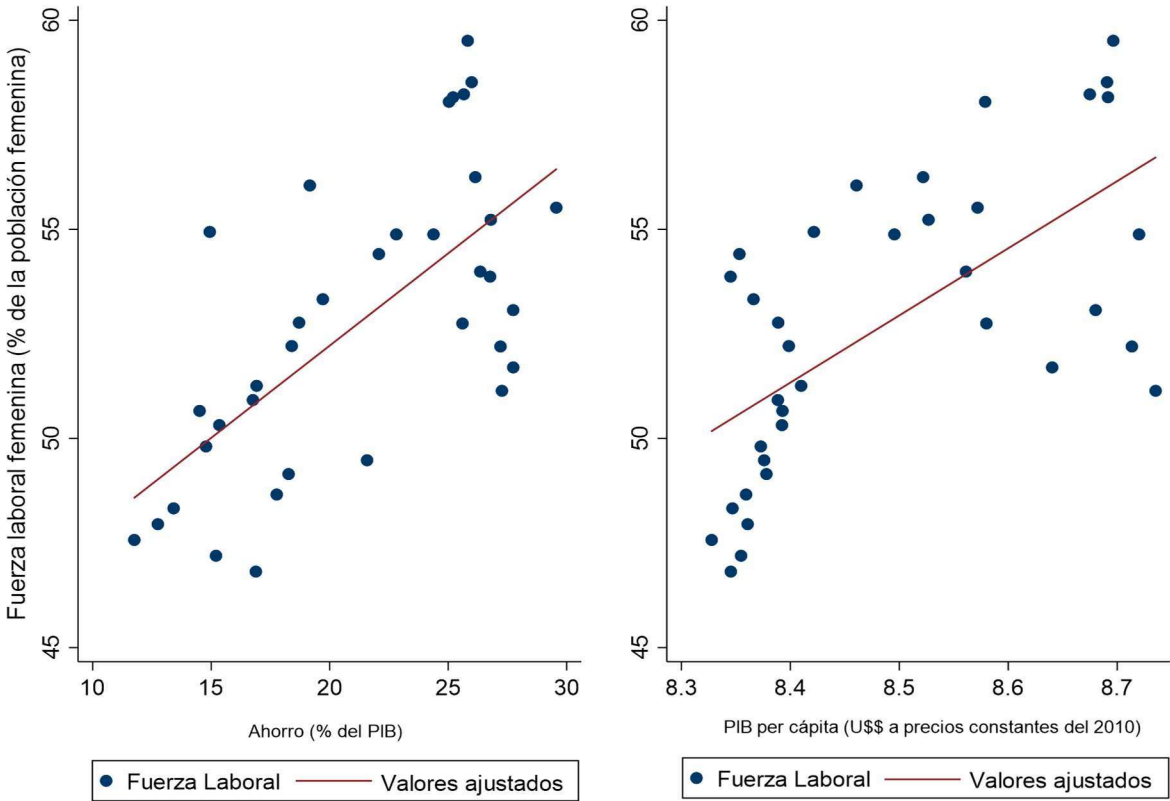 Fuerza laboral femenina (% de la población femenina)
60
55
50
45
10 15 20 25 30
Ahorro (% del PIB)
Fuerza Laboral Valores ajustados
60
55
50
45
8.3 8.4 8.5 8.6 8.7
PIB per cápita (U$$ a precios constantes del 2010)
Fuerza Laboral Valores ajustados